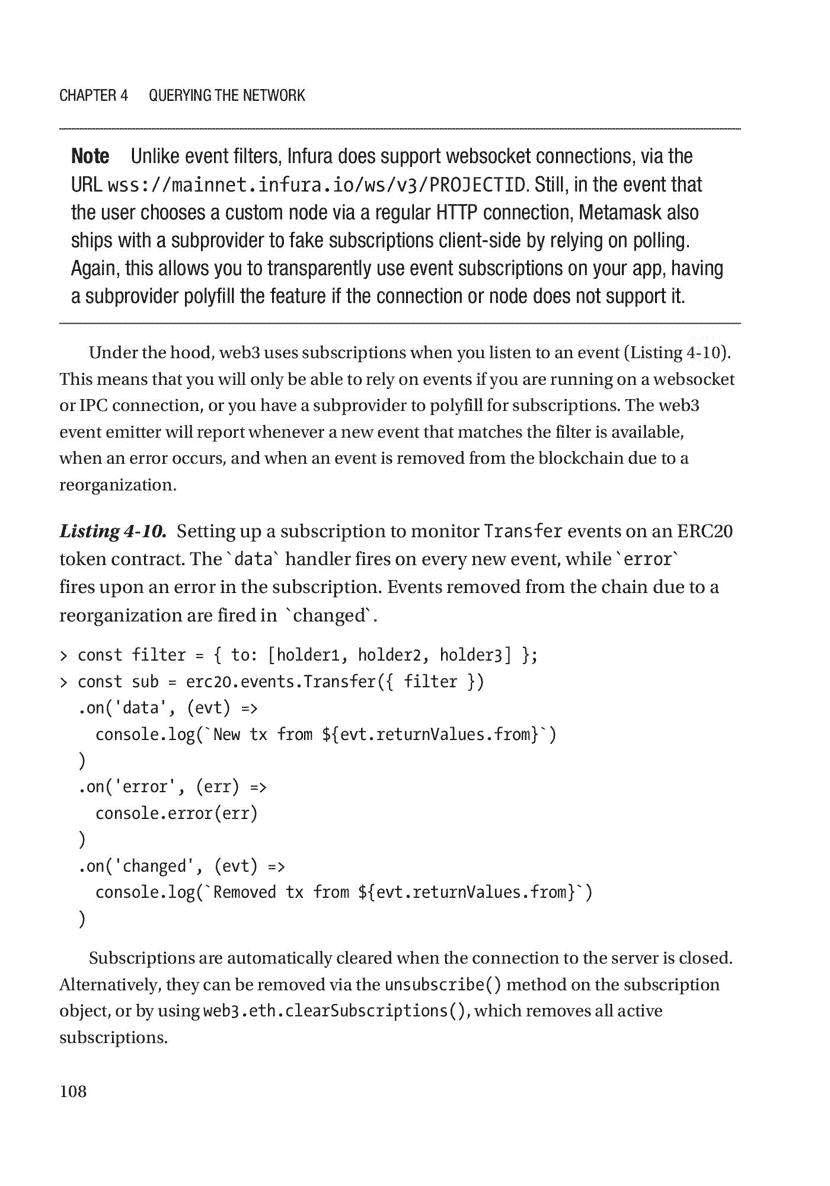 CHAPTER 4 QUERYING THE NETWORK
Note Unlike event filters, Infura does support websocket connections, via the
URL wss://mainnet.infura.io/ws/v3/PROJECTID. Still, in the event that
the user chooses a custom node via a regular HTTP connection, Metamask also
ships with a subprovider to fake subscriptions client-side by relying on polling.
Again, this allows you to transparently use event subscriptions on your app, having
a subprovider polyfill the feature if the connection or node does not support it.
Under the hood, web3 uses subscriptions when you listen to an event (Listing 4-10).
This means that you will only be able to rely on events if you are running on a websocket
or IPC connection, or you have a subprovider to polyfill for subscriptions. The web3
event emitter will report whenever a new event that matches the filter is available,
when an error occurs, and when an event is removed from the blockchain due to a
reorganization.
Listing 4-10. Setting up a subscription to monitor Transfer events on an ERC20
token contract. The `data` handler fires on every new event, while `error`
fires upon an error in the subscription. Events removed from the chain due to a
reorganization are fired in `changed`.
> const filter = { to: [holder1, holder2, holder3] };
> const sub = erc20.events.Transfer({ filter })
.on('data', (evt) =>
console.log(`New tx from ${evt.returnValues.from}`)
)
.on('error', (err) =>
console.error(err)
)
.on('changed', (evt) =>
console.log(`Removed tx from ${evt.returnValues.from}`)
)
Subscriptions are automatically cleared when the connection to the server is closed.
Alternatively, they can be removed via the unsubscribe() method on the subscription
object, or by using web3.eth.clearSubscriptions(), which removes all active
subscriptions.
108